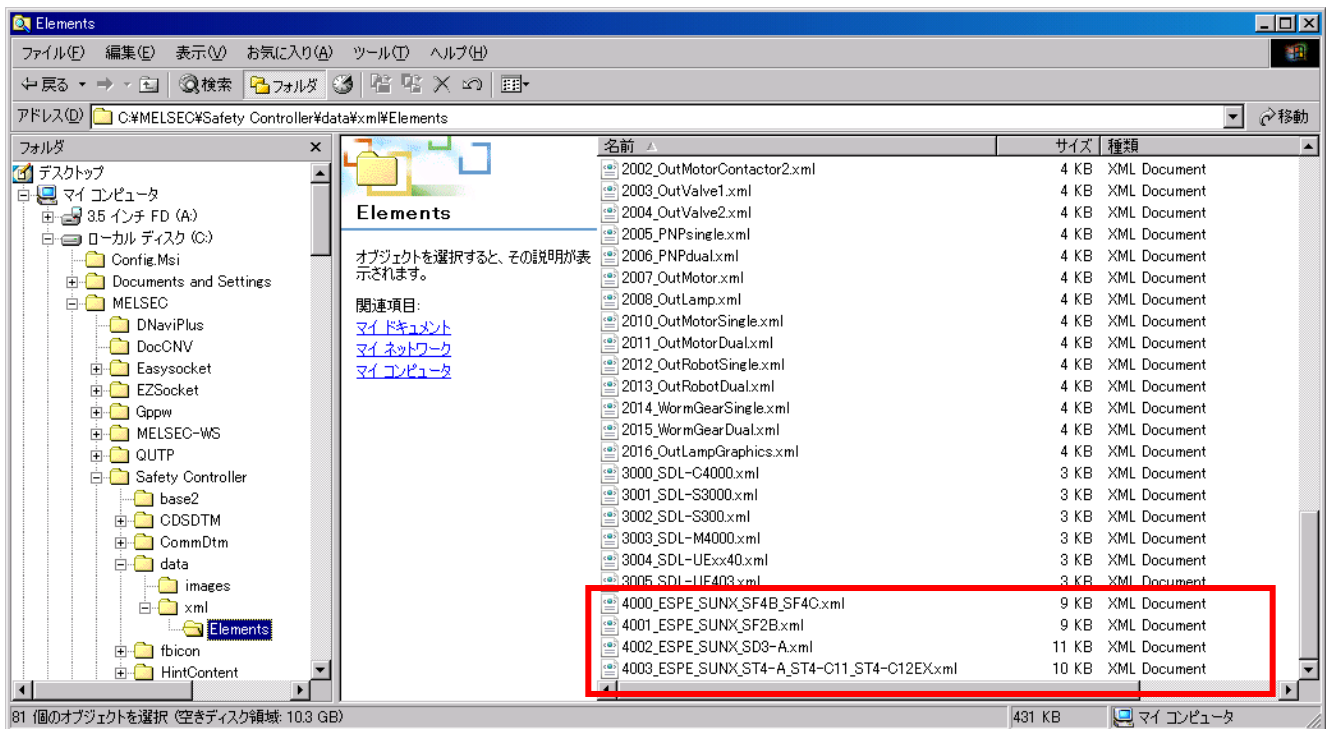 Elements
ファイル(F) 編集(E) 表示(V) お気に入り(A) ツール(T) ヘルプ(H)
戻る 検索 フォルダ
アドレス(D) C:¥MELSEC¥Safety Controller¥data¥xml¥Elements 移動
フォルダ
デスクトップ
マイ コンピュータ
3.5 インチ FD (A:)
ローカル ディスク (C:)
Config.Msi
Documents and Settings
MELSEC
DNaviPlus
DocCNV
Easysocket
EZSocket
Gppw
MELSEC-WS
QUTP
Safety Controller
base2
CDSDTM
CommDtm
data
images
xml
Elements
fbicon
HintContent
Elements
オブジェクトを選択すると、その説明が表
示されます。
関連項目:
マイ ドキュメント
マイ ネットワーク
マイ コンピュータ
名前 サイズ 種類
2002_OutMotorContactor2.xml 4 KB XML Document
2003_OutValve1.xml 4 KB XML Document
2004_OutValve2.xml 4 KB XML Document
2005_PNPsingle.xml 4 KB XML Document
2006_PNPdual.xml 4 KB XML Document
2007_OutMotor.xml 4 KB XML Document
2008_OutLamp.xml 4 KB XML Document
2010_OutMotorSingle.xml 4 KB XML Document
2011_OutMotorDual.xml 4 KB XML Document
2012_OutRobotSingle.xml 4 KB XML Document
2013_OutRobotDual.xml 4 KB XML Document
2014_WormGearSingle.xml 4 KB XML Document
2015_WormGearDual.xml 4 KB XML Document
2016_OutLampGraphics.xml 4 KB XML Document
3000_SDL-C4000.xml 3 KB XML Document
3001_SDL-S3000.xml 3 KB XML Document
3002_SDL-S300.xml 3 KB XML Document
3003_SDL-M4000.xml 3 KB XML Document
3004_SDL-UExx40.xml 3 KB XML Document
3005_SDL-UE403.xml 3 KB XML Document
4000_ESPE_SUNX_SF4B_SF4C.xml 9 KB XML Document
4001_ESPE_SUNX_SF2B.xml 9 KB XML Document
4002_ESPE_SUNX_SD3-A.xml 11 KB XML Document
4003_ESPE_SUNX_ST4-A_ST4-C11_ST4-C12EX.xml 10 KB XML Document
81 個のオブジェクトを選択 (空きディスク領域: 10.3 GB) 431 KB マイ コンピュータ